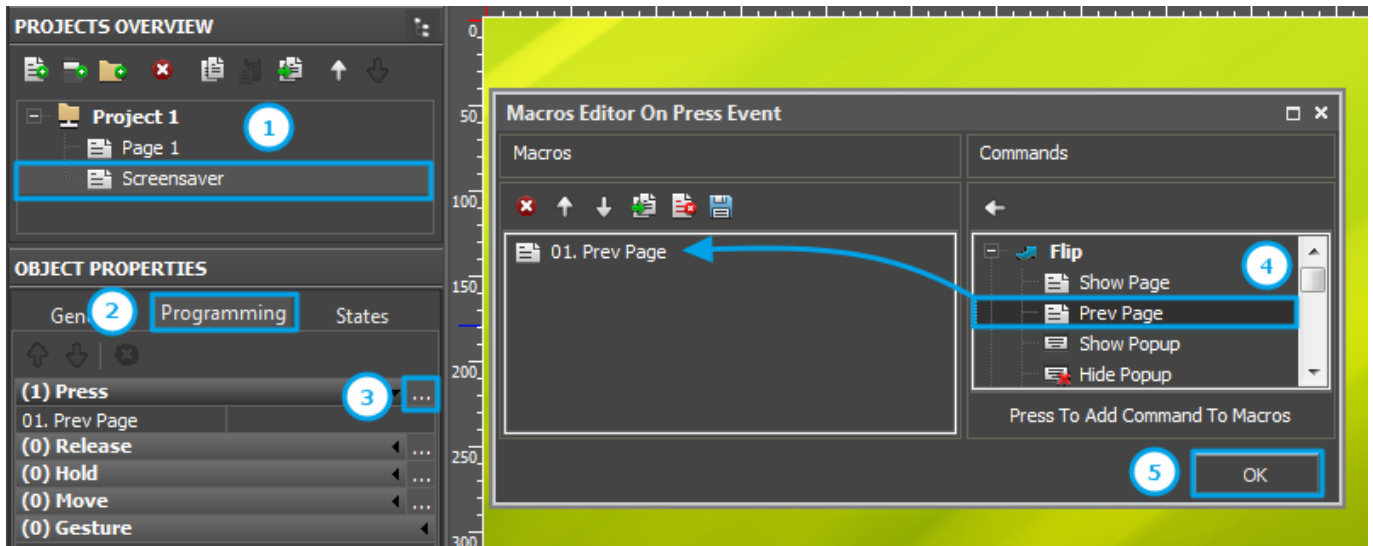 PROJECTS OVERVIEW
Project 1
1
Page 1
Screensaver
OBJECT PROPERTIES
2
Programming
States
(1) Press
3
...
01. Prev Page
(0) Release
...
(0) Hold
...
(0) Move
...
(0) Gesture
0
50
100
150
200
250
300
Macros Editor On Press Event
Macros
Commands
01. Prev Page
Flip
4
Show Page
Prev Page
Show Popup
Hide Popup
Press To Add Command To Macros
5
OK